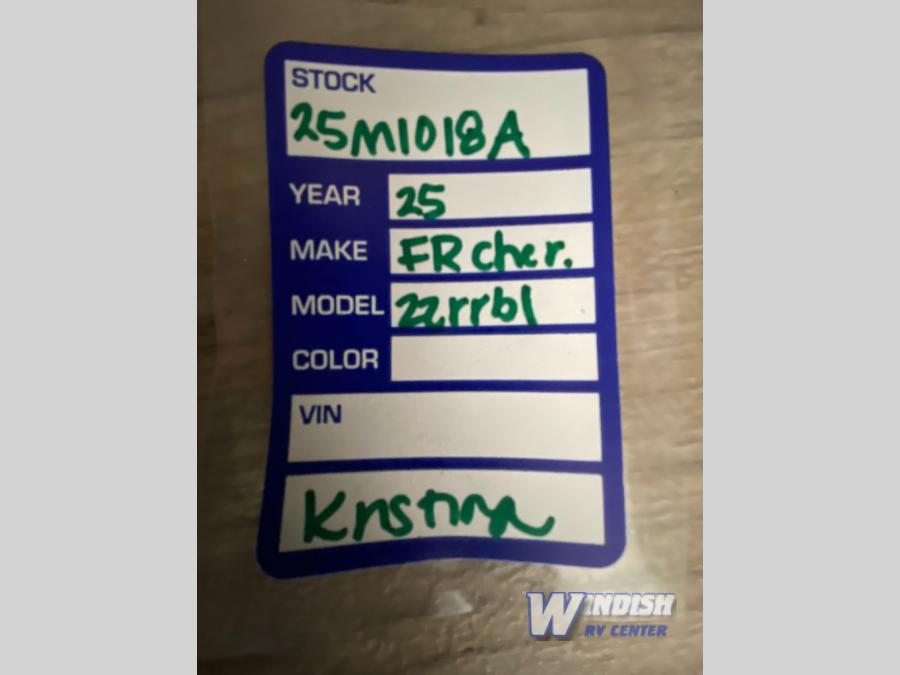 STOCK
25M1018A
YEAR 25
MAKE FR cher.
MODEL 22rrbl
COLOR
VIN
Kristina
WINDISH
RV CENTER